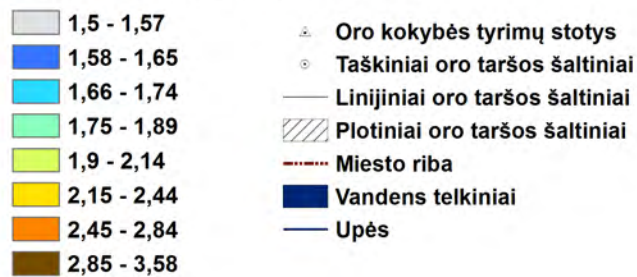 1,5 - 1,57
1,58 - 1,65
1,66 - 1,74
1,75 - 1,89
1,9 - 2,14
2,15 - 2,44
2,45 - 2,84
2,85 - 3,58
Oro kokybės tyrimų stotys
Taškiniai oro taršos šaltiniai
Linijiniai oro taršos šaltiniai
Plotiniai oro taršos šaltiniai
Miesto riba
Vandens telkiniai
Upės